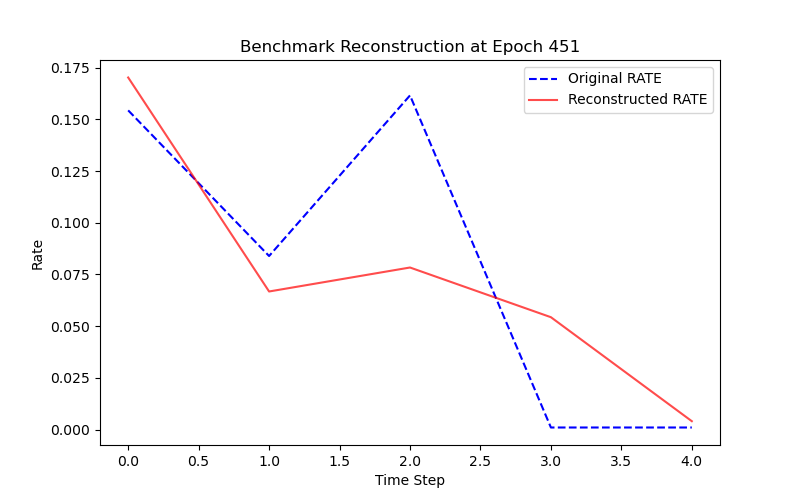 Benchmark Reconstruction at Epoch 451
Original RATE
Reconstructed RATE
0.175
0.150
0.125
0.100
0.075
0.050
0.025
0.000
Rate
0.0 0.5 1.0 1.5 2.0 2.5 3.0 3.5 4.0
Time Step